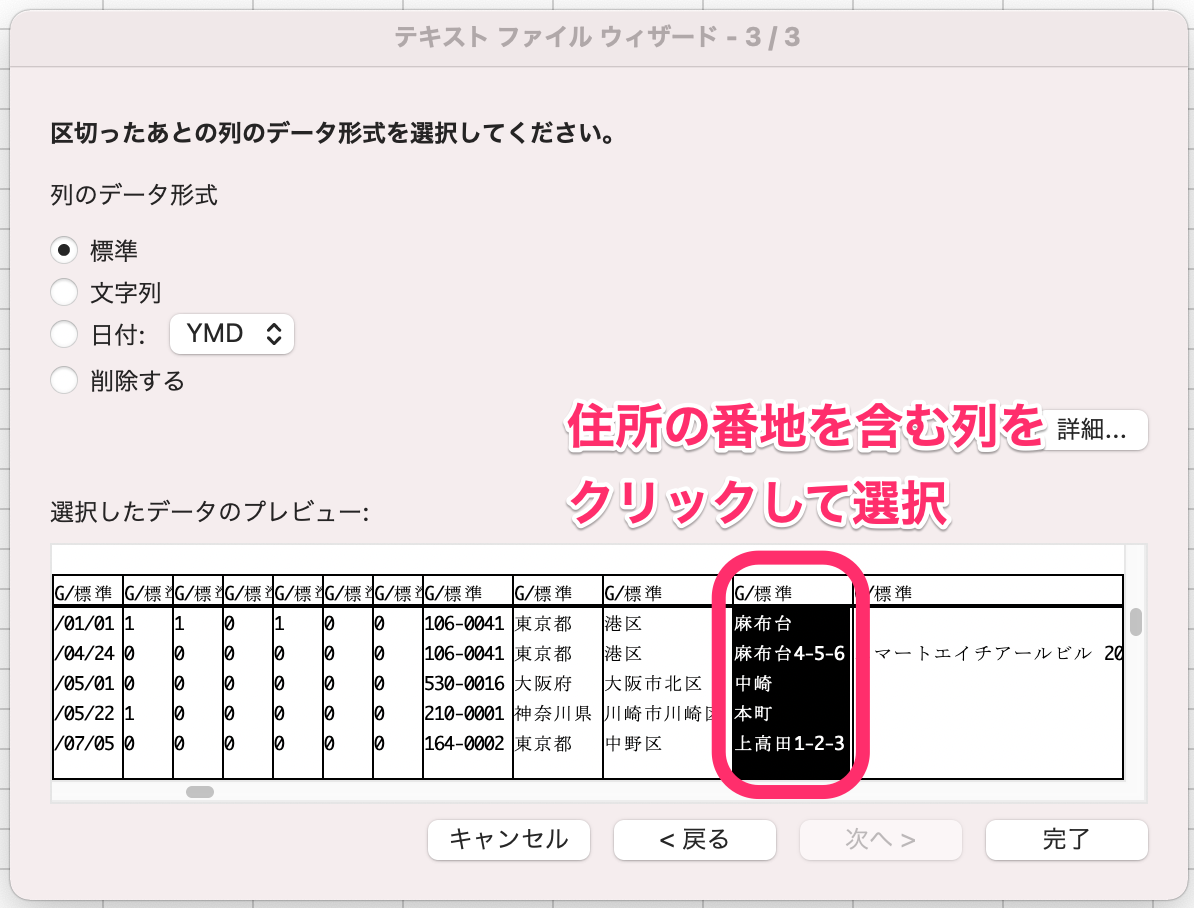 テキスト ファイル ウィザード - 3 / 3
区切ったあとの列のデータ形式を選択してください。
列のデータ形式
標準
文字列
日付: YMD
削除する
住所の番地を含む列を
詳細...
クリックして選択
選択したデータのプレビュー:
G/標準 G/標準 G/標準 G/標準 G/標準 G/標準 G/標準 G/標準 G/標準 G/標準 G/標準 /標準
/01/01 1 1 0 1 0 0 106-0041 東京都 港区 麻布台
/04/24 0 0 0 0 0 0 106-0041 東京都 港区 麻布台4-5-6 マートエイチアールビル 20
/05/01 0 0 0 0 0 0 530-0016 大阪府 大阪市北区 中崎
/05/22 1 0 0 0 0 0 210-0001 神奈川県 川崎市川崎区 本町
/07/05 0 0 0 0 0 0 164-0002 東京都 中野区 上高田1-2-3
キャンセル
< 戻る
次へ >
完了